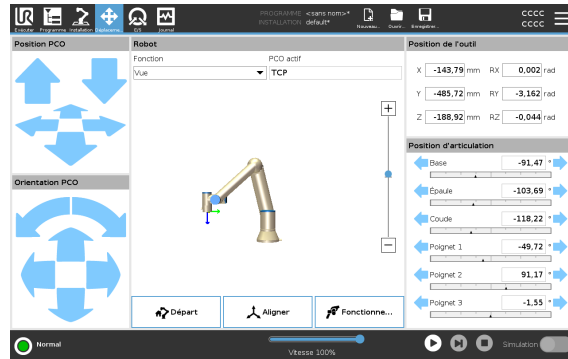 UR
PROGRAMME <sans nom>*
INSTALLATION default*
CCCC
CCCC
Exécuter Programme Installation Déplaceme... E/S Journal
Nouveau... Ouvrir... Enregistrer...
Position PCO
Robot
Position de l'outil
Fonction PCO actif
Vue TCP
X -143,79 mm RX 0,002 rad
Y -485,72 mm RY -3,162 rad
Z -188,92 mm RZ -0,044 rad
Position d'articulation
Base -91,47 °
Épaule -103,69 °
Orientation PCO
Coude -118,22 °
Poignet 1 -49,72 °
Poignet 2 91,17 °
Poignet 3 -1,55 °
Départ Aligner Fonctionne...
Normal
Vitesse 100%
Simulation